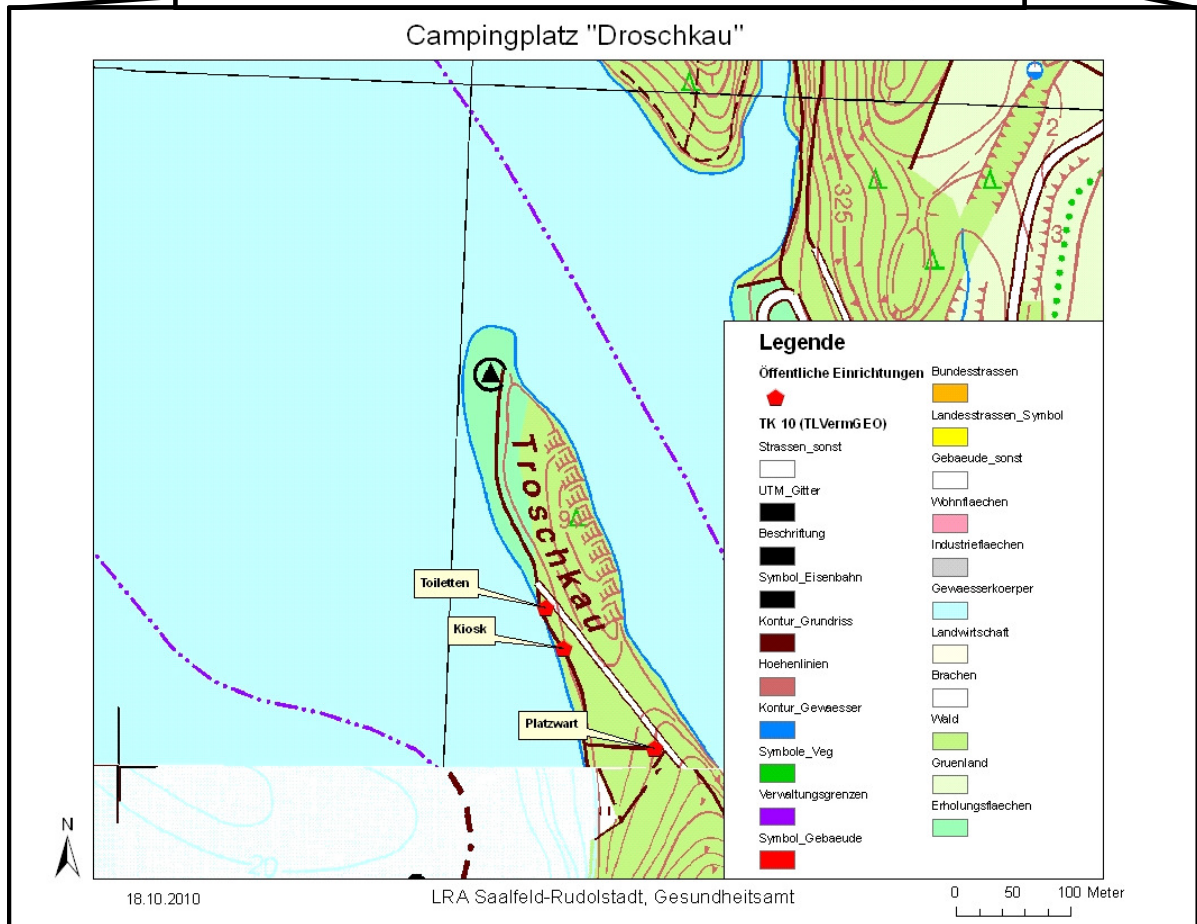 Campingplatz "Droschkau"
325
2
3
Troschkau
9
Toiletten
Kiosk
Platzwart
20
Legende
Öffentliche Einrichtungen
TK 10 (TLVermGEO)
Strassen_sonst
UTM_Gitter
Beschriftung
Symbol_Eisenbahn
Kontur_Grundriss
Hoehenlinien
Kontur_Gewaesser
Symbole_Veg
Verwaltungsgrenzen
Symbol_Gebaeude
Bundesstrassen
Landesstrassen_Symbol
Gebaeude_sonst
Wohnflaechen
Industrieflaechen
Gewaesserkoerper
Landwirtschaft
Brachen
Wald
Gruenland
Erholungsflaechen
N
18.10.2010
LRA Saalfeld-Rudolstadt, Gesundheitsamt
0 50 100 Meter